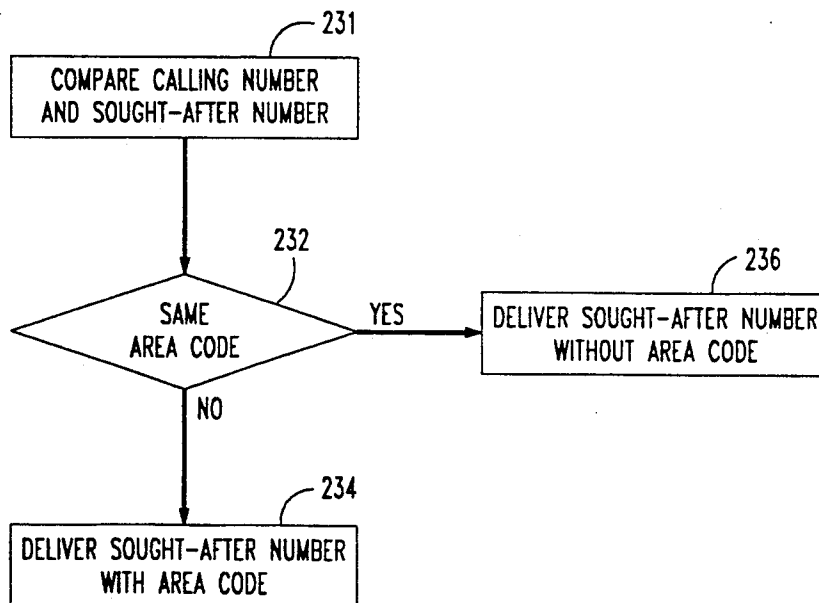 231
COMPARE CALLING NUMBER
AND SOUGHT-AFTER NUMBER
232
SAME
AREA CODE
YES
236
DELIVER SOUGHT-AFTER NUMBER
WITHOUT AREA CODE
NO
234
DELIVER SOUGHT-AFTER NUMBER
WITH AREA CODE